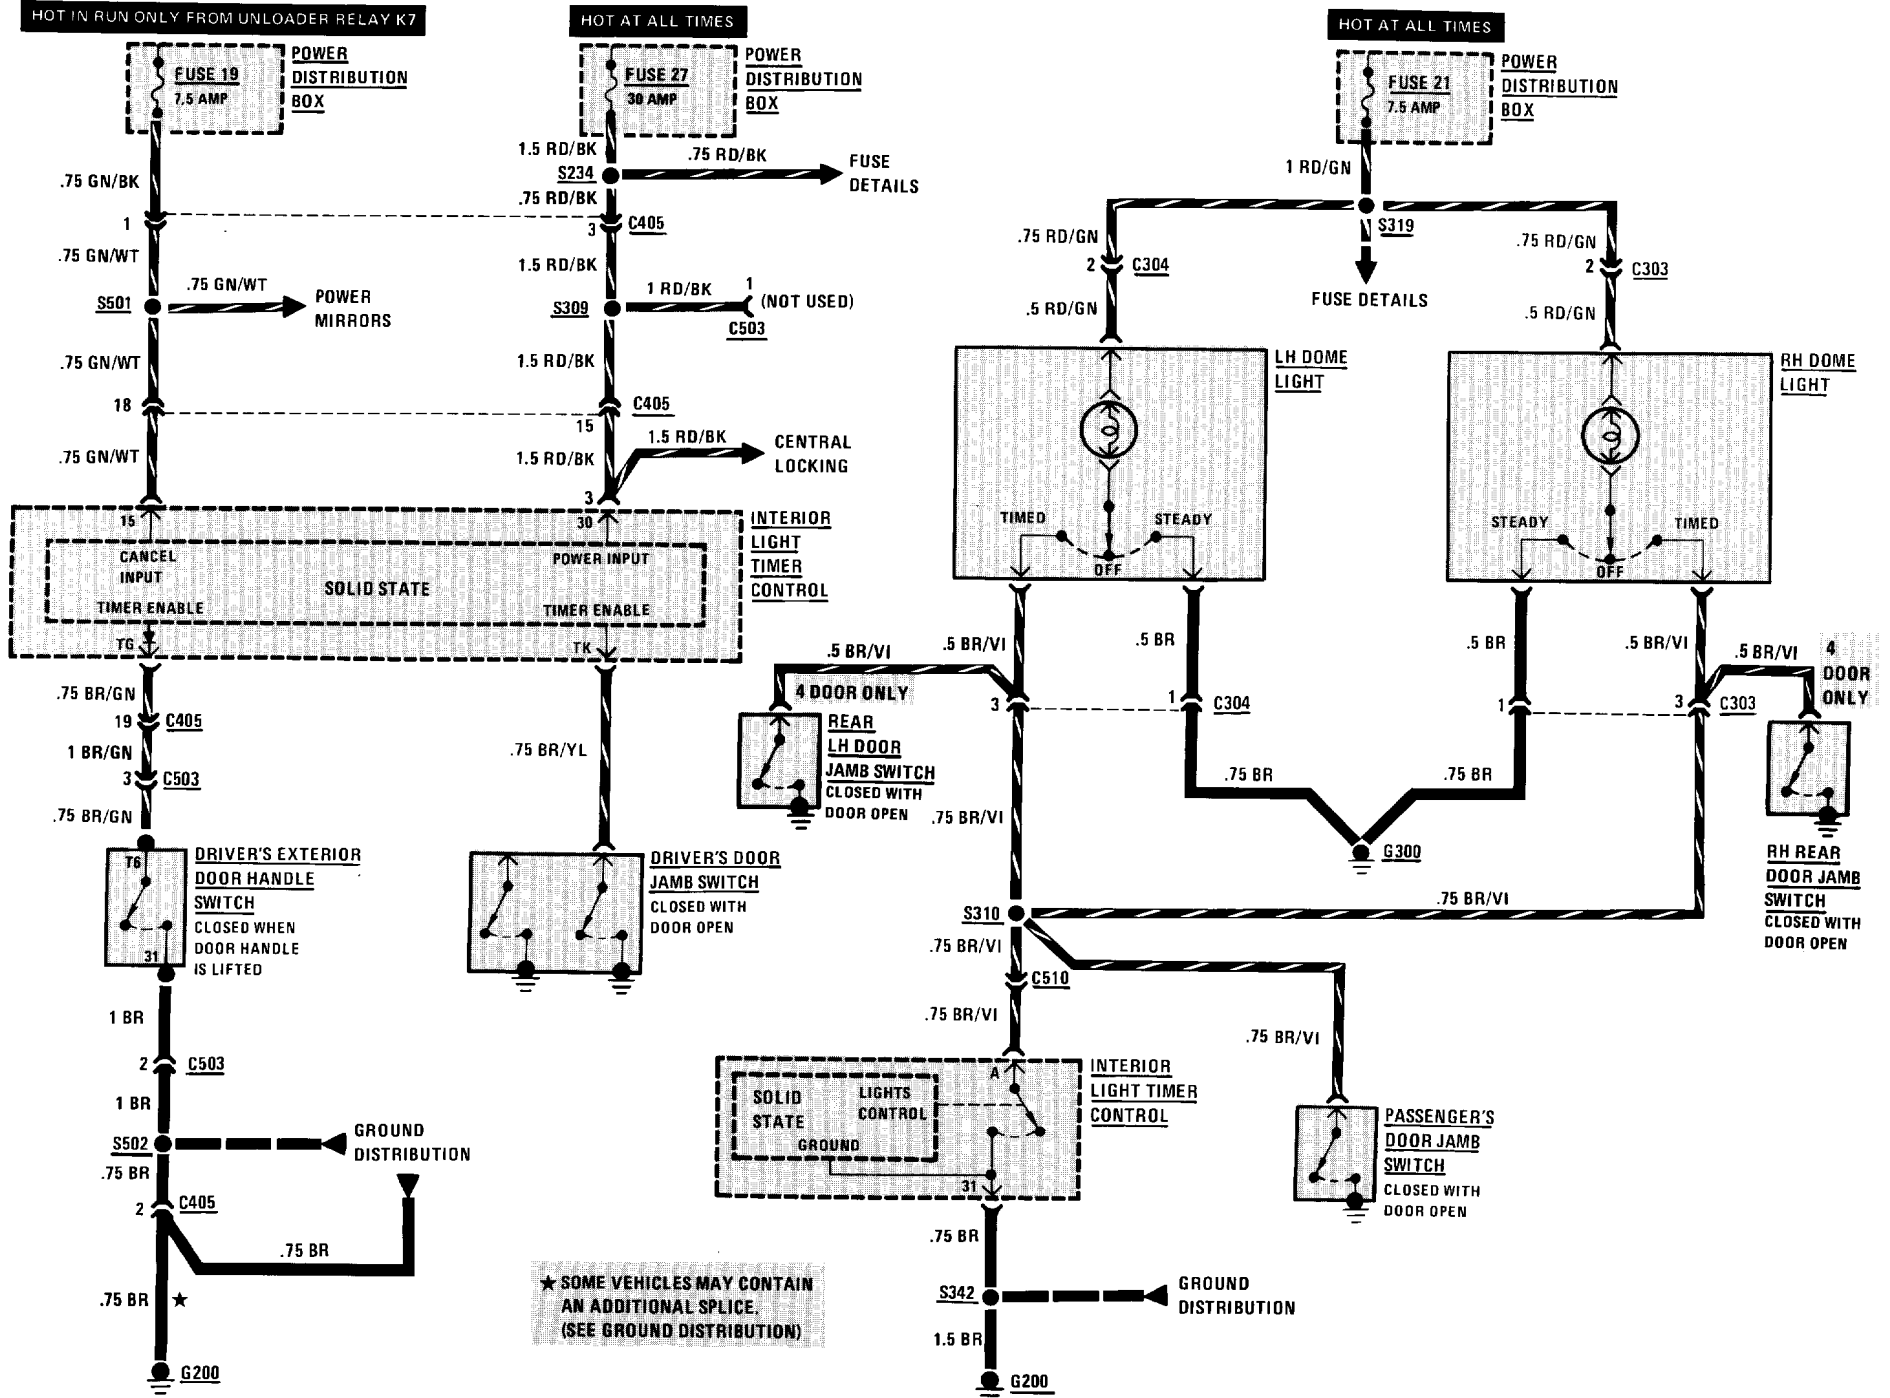 HOT IN RUN ONLY FROM UNLOADER RELAY K7
FUSE 19
7.5 AMP
POWER
DISTRIBUTION
BOX
.75 GN/BK
1
.75 GN/WT
S501
.75 GN/WT
POWER
MIRRORS
.75 GN/WT
18
.75 GN/WT
HOT AT ALL TIMES
FUSE 27
30 AMP
POWER
DISTRIBUTION
BOX
1.5 RD/BK
S234
.75 RD/BK
FUSE
DETAILS
.75 RD/BK
3
C405
1.5 RD/BK
S309
1 RD/BK
1
(NOT USED)
C503
1.5 RD/BK
C405
15
1.5 RD/BK
CENTRAL
LOCKING
1.5 RD/BK
3
15
30
CANCEL
INPUT
POWER INPUT
SOLID STATE
TIMER ENABLE
TIMER ENABLE
TG
TK
INTERIOR
LIGHT
TIMER
CONTROL
.75 BR/GN
19
C405
1 BR/GN
3
C503
.75 BR/GN
T6
31
DRIVER'S EXTERIOR
DOOR HANDLE
SWITCH
CLOSED WHEN
DOOR HANDLE
IS LIFTED
.75 BR/YL
DRIVER'S DOOR
JAMB SWITCH
CLOSED WITH
DOOR OPEN
1 BR
2
C503
1 BR
S502
GROUND
DISTRIBUTION
.75 BR
2
C405
.75 BR
.75 BR ★
G200
★ SOME VEHICLES MAY CONTAIN
AN ADDITIONAL SPLICE.
(SEE GROUND DISTRIBUTION)
HOT AT ALL TIMES
FUSE 21
7.5 AMP
POWER
DISTRIBUTION
BOX
1 RD/GN
S319
FUSE DETAILS
.75 RD/GN
2
C304
.5 RD/GN
.75 RD/GN
2
C303
.5 RD/GN
LH DOME
LIGHT
TIMED
STEADY
OFF
RH DOME
LIGHT
STEADY
TIMED
OFF
.5 BR/VI
.5 BR/VI
.5 BR
.5 BR
.5 BR/VI
.5 BR/VI
4
DOOR
ONLY
4 DOOR ONLY
3
1
C304
1
3
C303
REAR
LH DOOR
JAMB SWITCH
CLOSED WITH
DOOR OPEN
.75 BR/VI
.75 BR
.75 BR
G300
RH REAR
DOOR JAMB
SWITCH
CLOSED WITH
DOOR OPEN
S310
.75 BR/VI
.75 BR/VI
C510
.75 BR/VI
.75 BR/VI
A
SOLID
STATE
LIGHTS
CONTROL
GROUND
31
INTERIOR
LIGHT TIMER
CONTROL
PASSENGER'S
DOOR JAMB
SWITCH
CLOSED WITH
DOOR OPEN
.75 BR
S342
GROUND
DISTRIBUTION
1.5 BR
G200